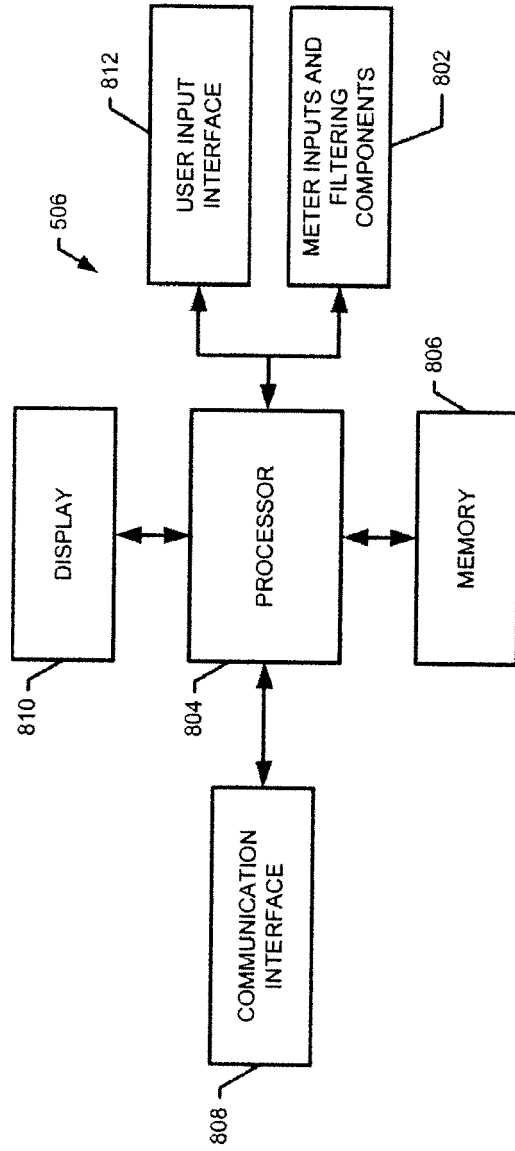 506
810
DISPLAY
812
USER INPUT
INTERFACE
808
COMMUNICATION
INTERFACE
804
PROCESSOR
METER INPUTS AND
FILTERING
COMPONENTS
802
MEMORY
806